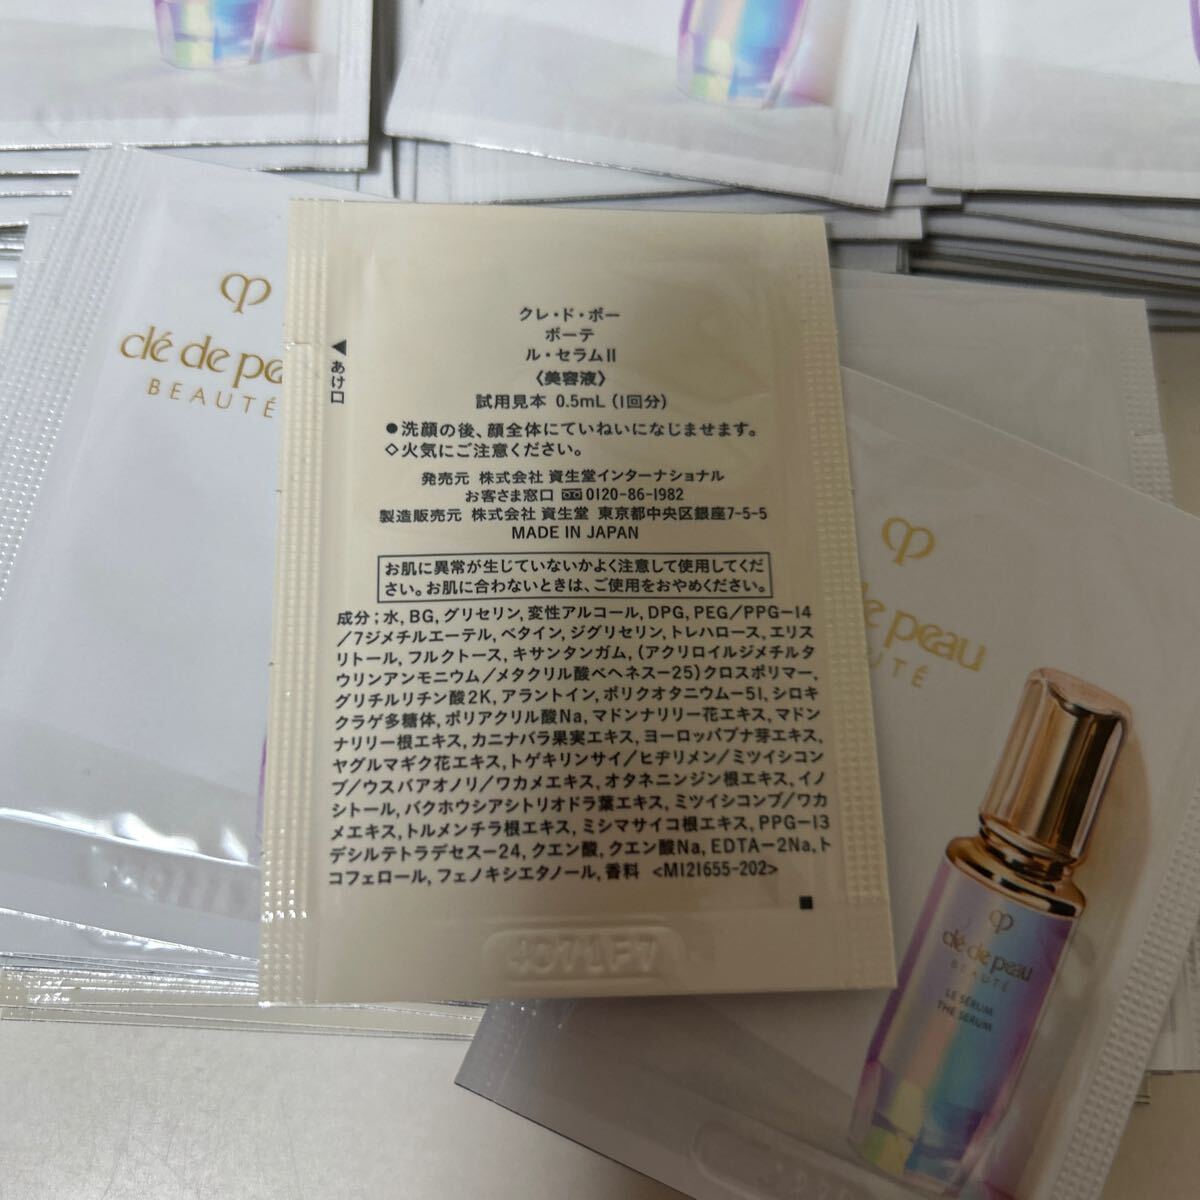 clé de pe
BEAUTÉ
◀あけ口
クレ・ド・ポー
ボーテ
ル・セラムII
〈美容液〉
試用見本 0.5mL (1回分)
●洗顔の後、顔全体にていねいになじませます。
◇火気にご注意ください。
発売元 株式会社 資生堂インターナショナル
お客さま窓口 0120-86-1982
製造販売元 株式会社 資生堂 東京都中央区銀座7-5-5
MADE IN JAPAN
お肌に異常が生じていないかよく注意して使用してくだ
さい。お肌に合わないときは、ご使用をおやめください。
成分；水, BG, グリセリン, 変性アルコール, DPG, PEG／PPG-14
／7ジメチルエーテル, ベタイン, ジグリセリン, トレハロース, エリス
リトール, フルクトース, キサンタンガム, (アクリロイルジメチルタ
ウリンアンモニウム／メタクリル酸ベヘネス-25)クロスポリマー,
グリチルリチン酸2K, アラントイン, ポリクオタニウム-51, シロキ
クラゲ多糖体, ポリアクリル酸Na, マドンナリリー花エキス, マドン
ナリリー根エキス, カニナバラ果実エキス, ヨーロッパブナ芽エキス,
ヤグルマギク花エキス, トゲキリンサイ／ヒヂリメン／ミツイシコン
ブ／ウスバアオノリ／ワカメエキス, オタネニンジン根エキス, イノ
シトール, バクホウシアシトリオドラ葉エキス, ミツイシコンブ／ワカ
メエキス, トルメンチラ根エキス, ミシマサイコ根エキス, PPG-13
デシルテトラデセス-24, クエン酸, クエン酸Na, EDTA-2Na, ト
コフェロール, フェノキシエタノール, 香料 <M121655-202>
4071F7
de peau
UTÉ
clé de peau
BEAUTÉ
LE SÉRUM
THE SERUM